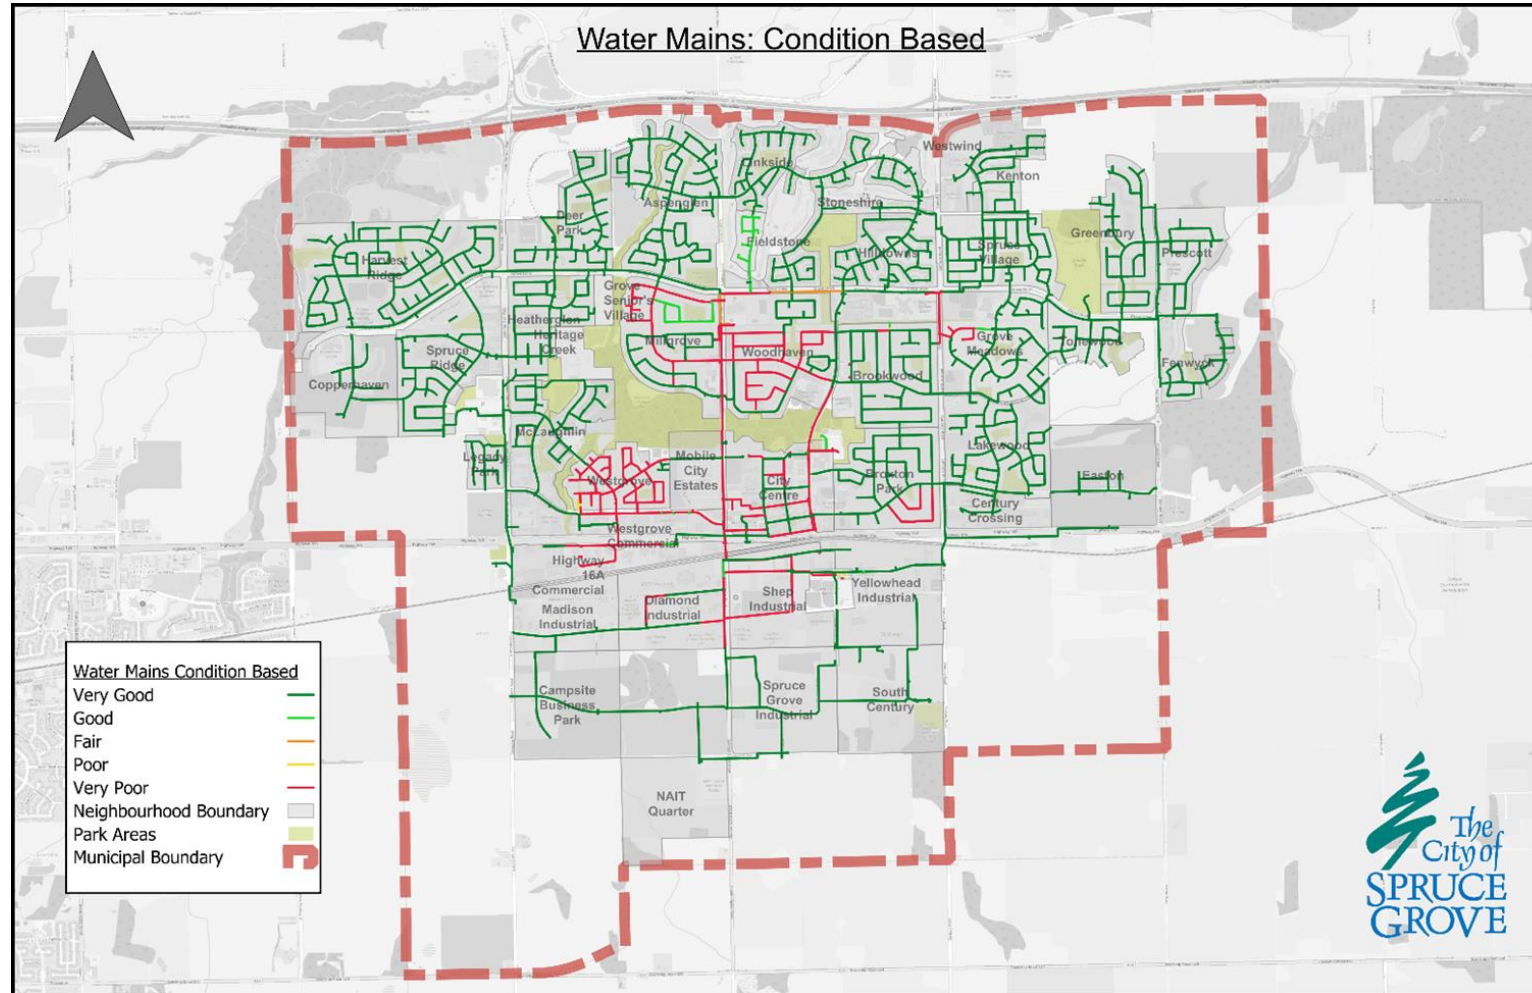 Water Mains: Condition Based
Westwind
Linkside
Kenton
Aspenglen
Stoneshire
Deer
Park
Greenbury
Fieldstone
Hilldowns
Spruce
Village
Prescott
Harvest
Ridge
Grove
Senior's
Village
Heatherglen
Heritage
Creek
Millgrove
Woodhaven
Grove
Meadows
Tonewood
Fenwyck
Spruce
Ridge
Copperhaven
Brookwood
McLaughlin
Lakewood
Legacy
Park
Westgrove
Mobile
City
Estates
City
Centre
Broxton
Park
Easton
Century
Crossing
Westgrove
Commercial
Highway
16A
Commercial
Yellowhead
Industrial
Shep
Industrial
Diamond
Industrial
Madison
Industrial
Campsite
Business
Park
Spruce
Grove
Industrial
South
Century
NAIT
Quarter
Water Mains Condition Based
Very Good
Good
Fair
Poor
Very Poor
Neighbourhood Boundary
Park Areas
Municipal Boundary
The
City of
SPRUCE
GROVE